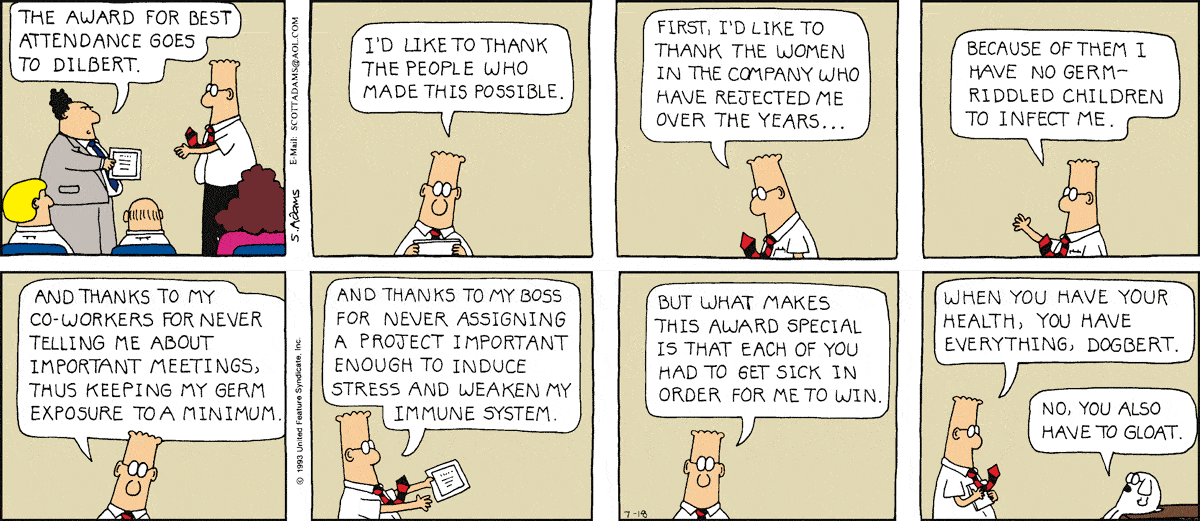 THE AWARD FOR BEST
ATTENDANCE GOES
TO DILBERT.
S. Adams
E-Mail: SCOTTADAMS@AOL.COM
I'D LIKE TO THANK
THE PEOPLE WHO
MADE THIS POSSIBLE.
FIRST, I'D LIKE TO
THANK THE WOMEN
IN THE COMPANY WHO
HAVE REJECTED ME
OVER THE YEARS...
BECAUSE OF THEM I
HAVE NO GERM-
RIDDLED CHILDREN
TO INFECT ME.
AND THANKS TO MY
CO-WORKERS FOR NEVER
TELLING ME ABOUT
IMPORTANT MEETINGS,
THUS KEEPING MY GERM
EXPOSURE TO A MINIMUM.
© 1993 United Feature Syndicate, Inc.
AND THANKS TO MY BOSS
FOR NEVER ASSIGNING
A PROJECT IMPORTANT
ENOUGH TO INDUCE
STRESS AND WEAKEN MY
IMMUNE SYSTEM.
BUT WHAT MAKES
THIS AWARD SPECIAL
IS THAT EACH OF YOU
HAD TO GET SICK IN
ORDER FOR ME TO WIN.
7-18
WHEN YOU HAVE YOUR
HEALTH, YOU HAVE
EVERYTHING, DOGBERT.
NO, YOU ALSO
HAVE TO GLOAT.